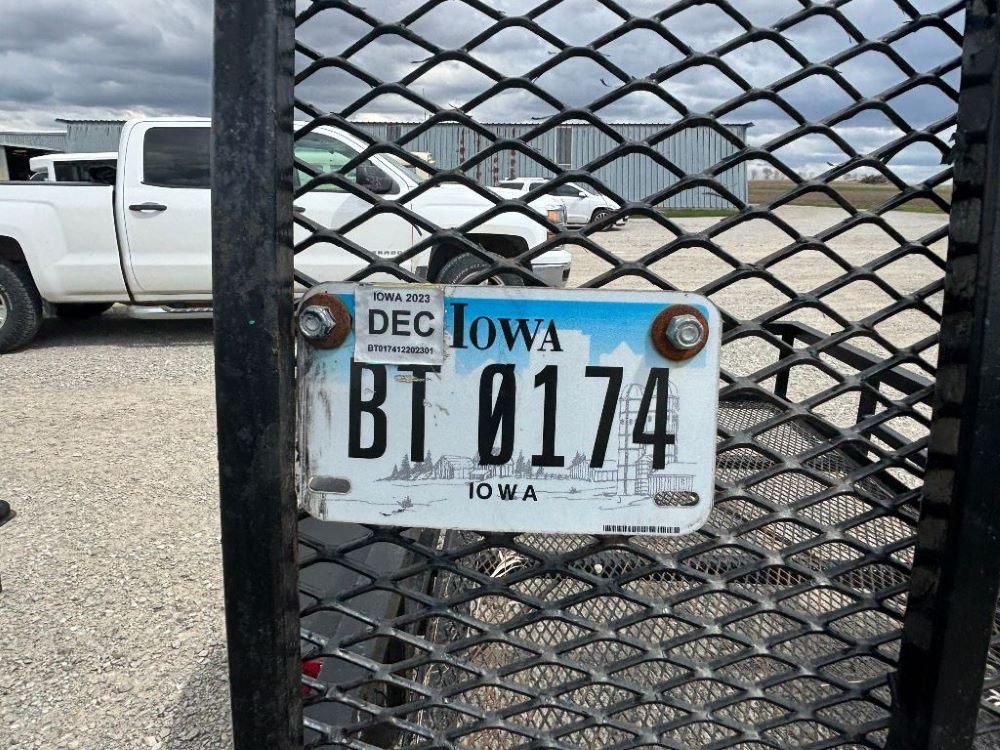 IOWA 2023
DEC
BT017412202301
IOWA
BT 0174
IOWA